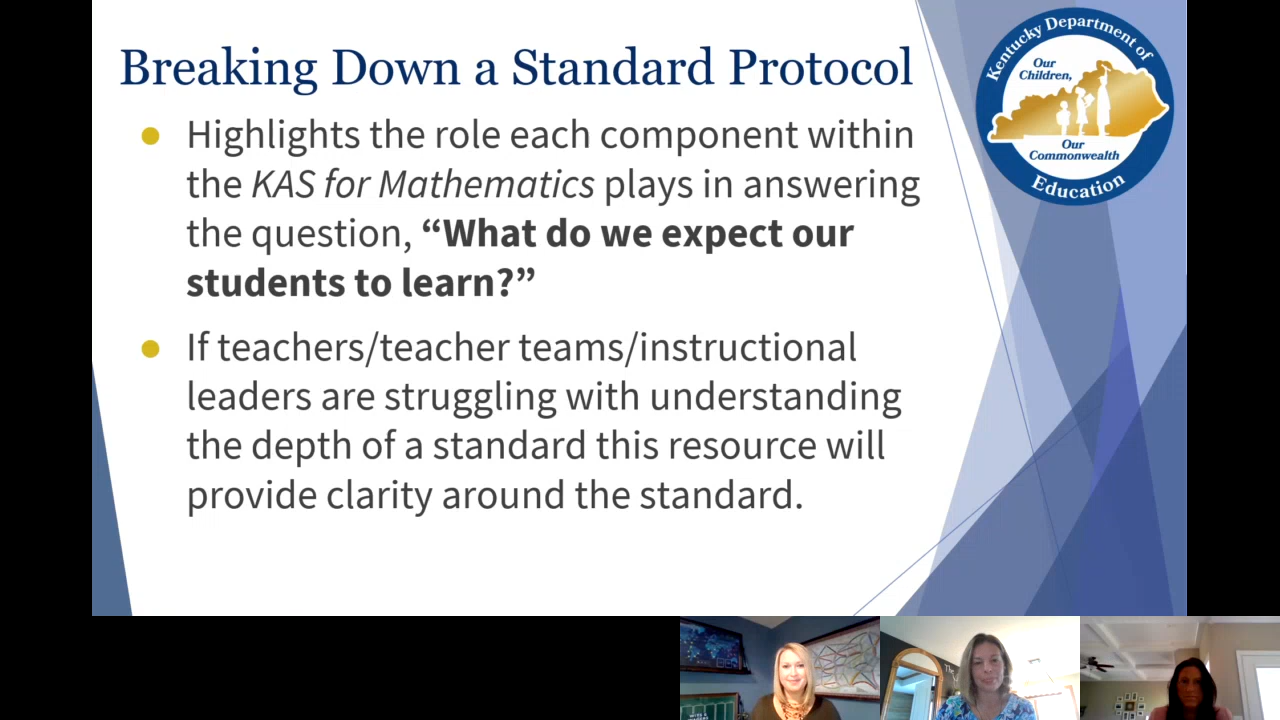 Breaking Down a Standard Protocol
Kentucky Department of
Our
Children,
Our
Commonwealth
Education
● Highlights the role each component within
the KAS for Mathematics plays in answering
the question, “What do we expect our
students to learn?”
● If teachers/teacher teams/instructional
leaders are struggling with understanding
the depth of a standard this resource will
provide clarity around the standard.